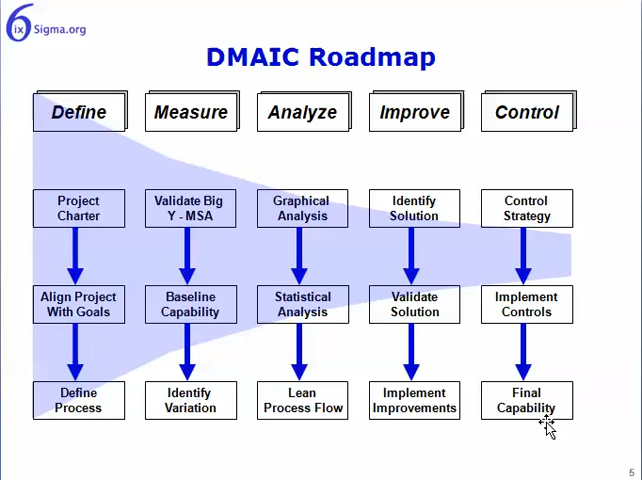 6ixSigma.org
DMAIC Roadmap
Define
Measure
Analyze
Improve
Control
Project
Charter
Validate Big
Y - MSA
Graphical
Analysis
Identify
Solution
Control
Strategy
Align Project
With Goals
Baseline
Capability
Statistical
Analysis
Validate
Solution
Implement
Controls
Define
Process
Identify
Variation
Lean
Process Flow
Implement
Improvements
Final
Capability
5